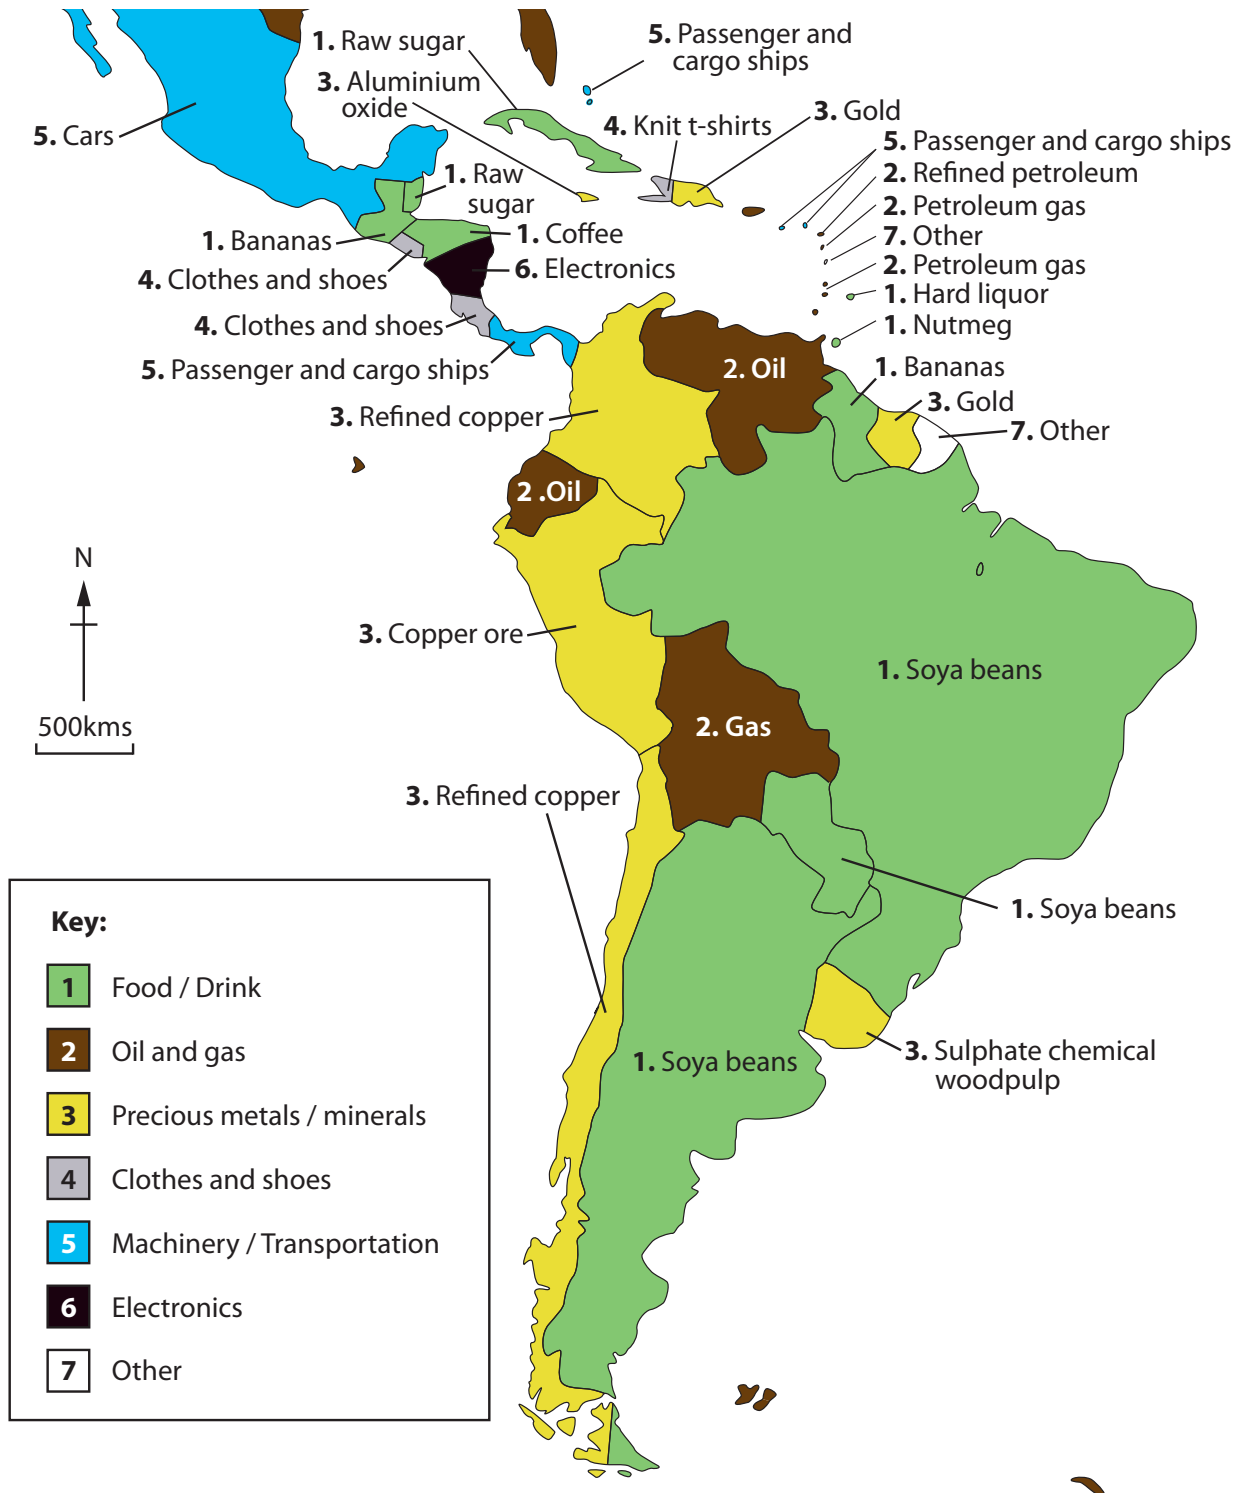 1. Raw sugar
5. Passenger and
cargo ships
3. Aluminium
oxide
4. Knit t-shirts
3. Gold
5. Cars
5. Passenger and cargo ships
2. Refined petroleum
1. Raw
sugar
2. Petroleum gas
1. Bananas
1. Coffee
7. Other
4. Clothes and shoes
6. Electronics
2. Petroleum gas
1. Hard liquor
4. Clothes and shoes
1. Nutmeg
5. Passenger and cargo ships
2. Oil
1. Bananas
3. Refined copper
3. Gold
7. Other
2 .Oil
N
3. Copper ore
1. Soya beans
500kms
2. Gas
3. Refined copper
1. Soya beans
3. Sulphate chemical
woodpulp
1. Soya beans
Key:
1 Food / Drink
2 Oil and gas
3 Precious metals / minerals
4 Clothes and shoes
5 Machinery / Transportation
6 Electronics
7 Other